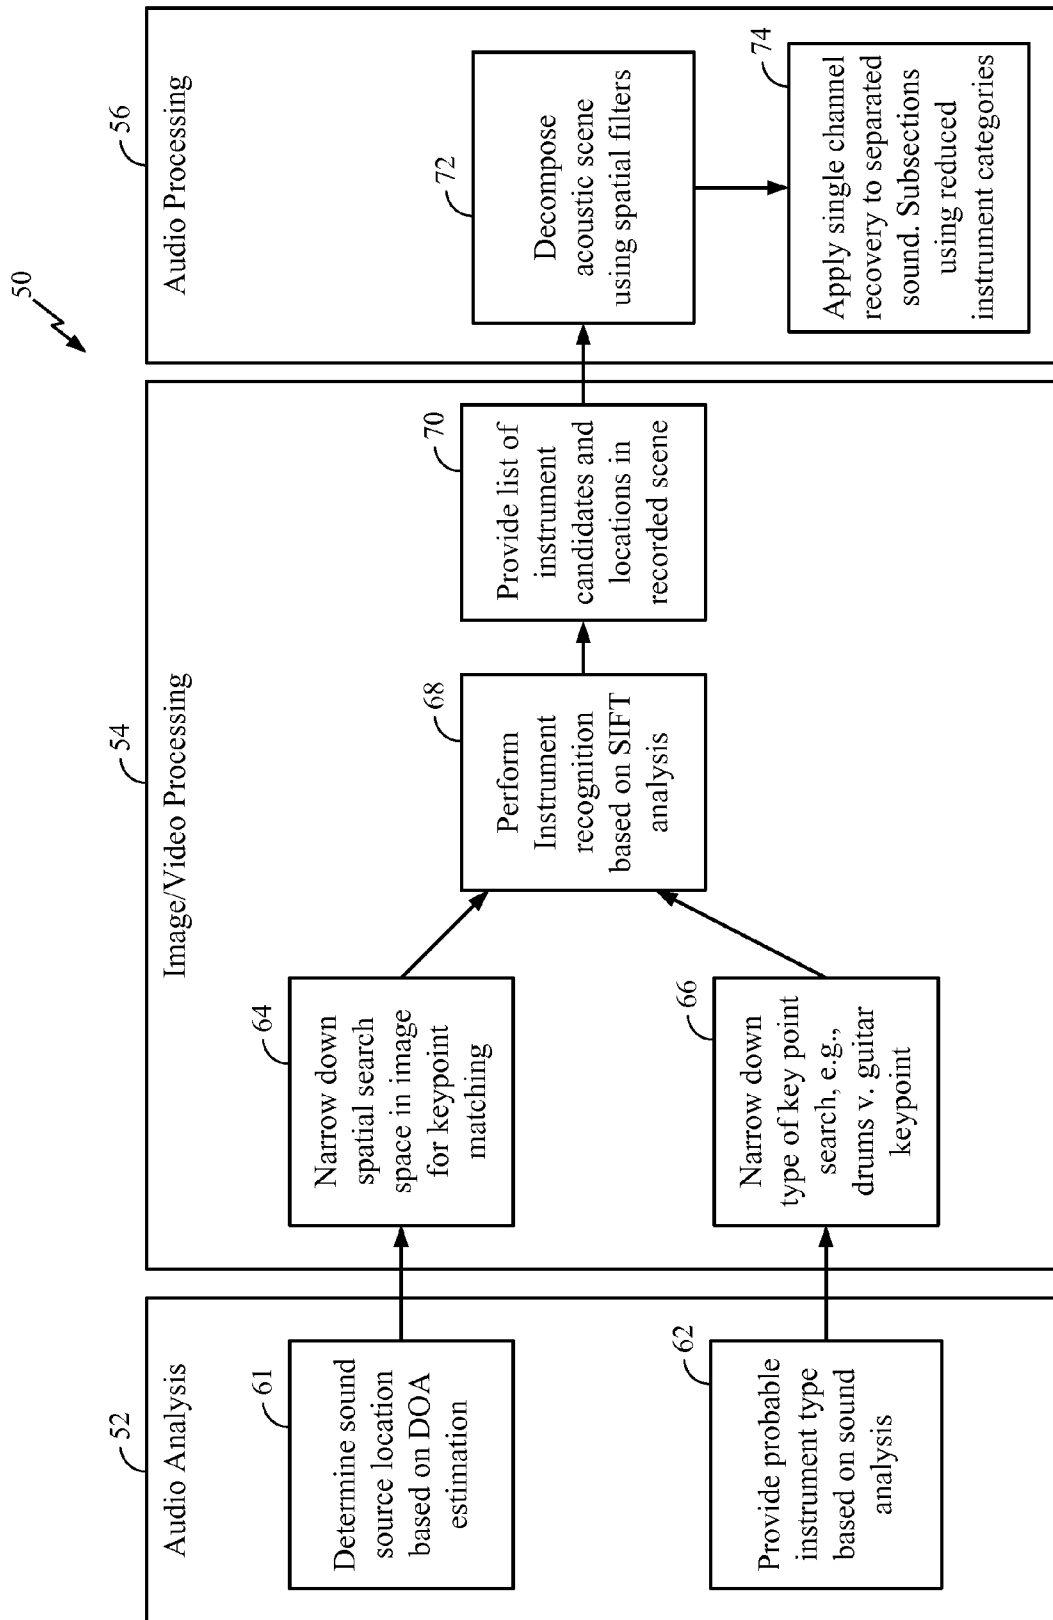 50
52
Audio Analysis
61
Determine sound
source location
based on DOA
estimation
62
Provide probable
instrument type
based on sound
analysis
54
Image/Video Processing
64
Narrow down
spatial search
space in image
for keypoint
matching
66
Narrow down
type of key point
search, e.g.,
drums v. guitar
keypoint
68
Perform
Instrument
recognition
based on SIFT
analysis
70
Provide list of
instrument
candidates and
locations in
recorded scene
56
Audio Processing
72
Decompose
acoustic scene
using spatial filters
74
Apply single channel
recovery to separated
sound. Subsections
using reduced
instrument categories